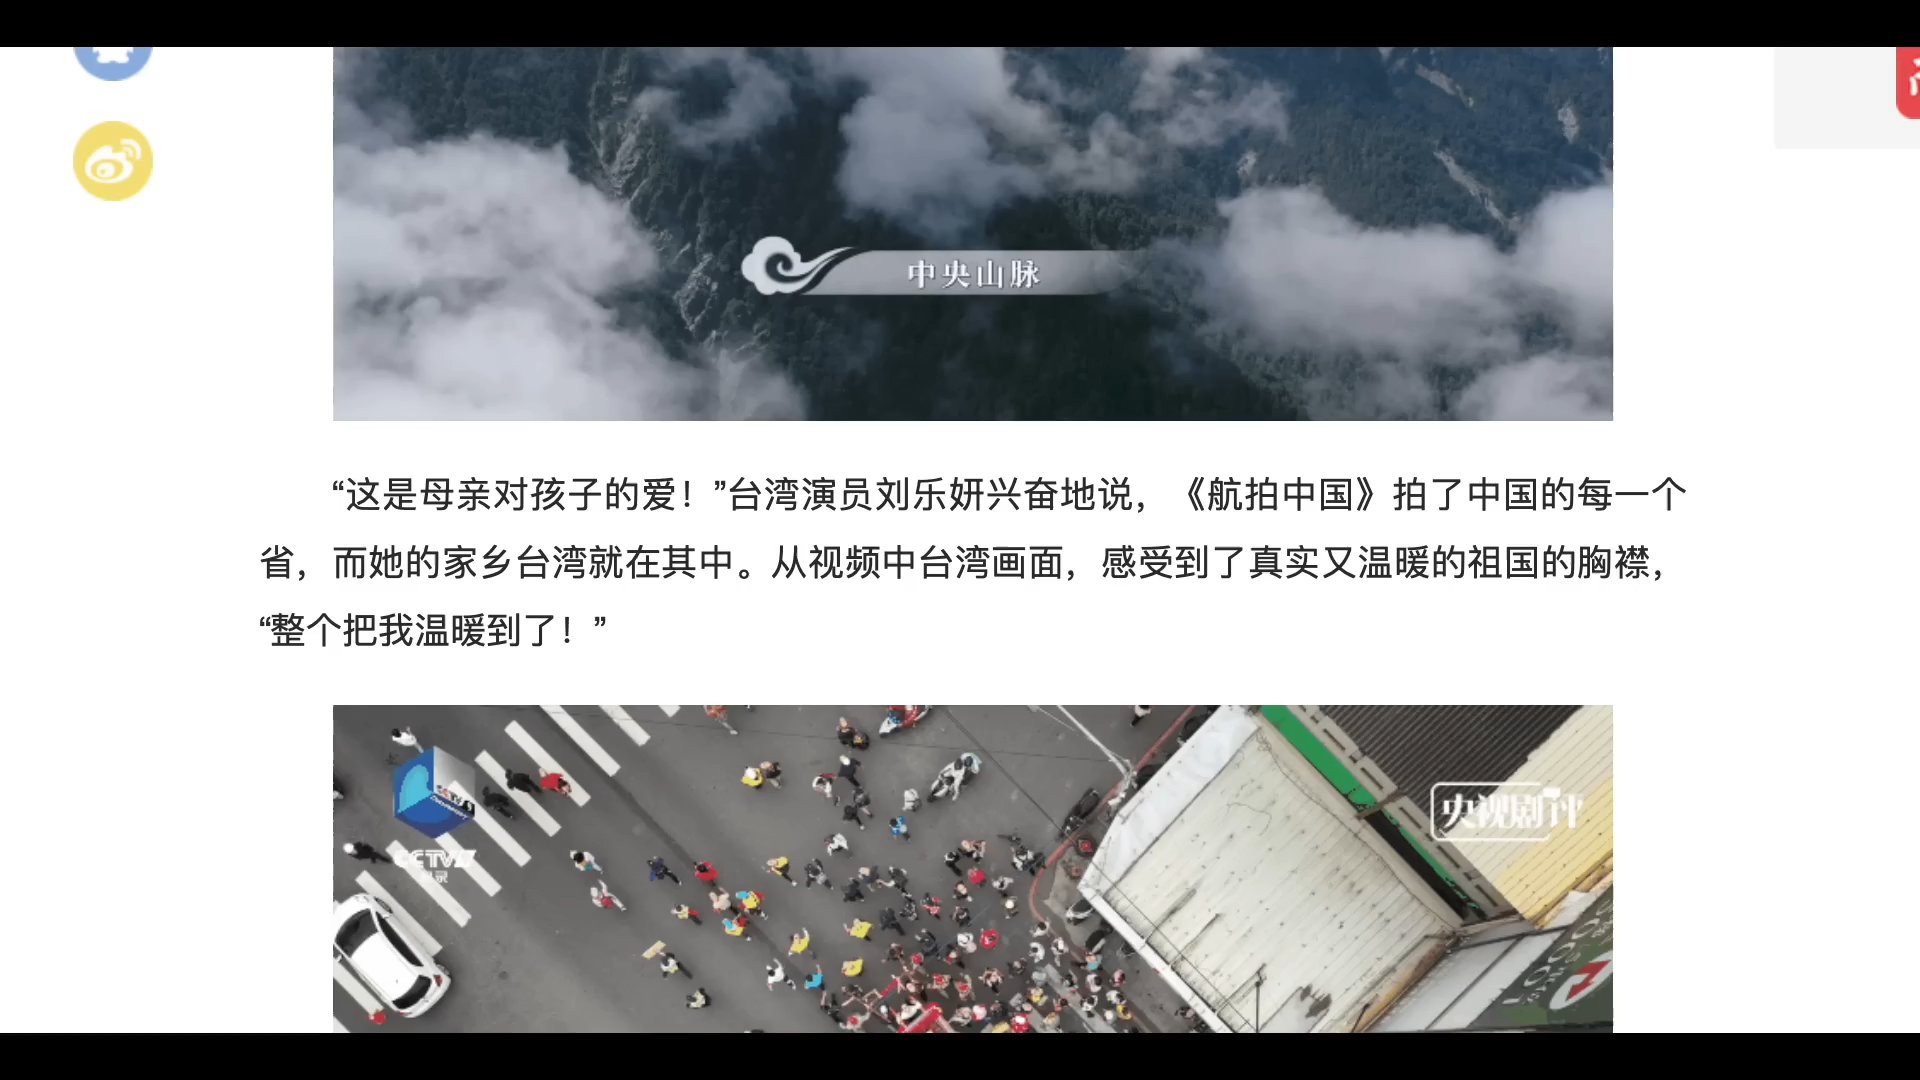 中央山脉
“这是母亲对孩子的爱！”台湾演员刘乐妍兴奋地说，《航拍中国》拍了中国的每一个
省，而她的家乡台湾就在其中。从视频中台湾画面，感受到了真实又温暖的祖国的胸襟，
“整个把我温暖到了！”
央视剧评